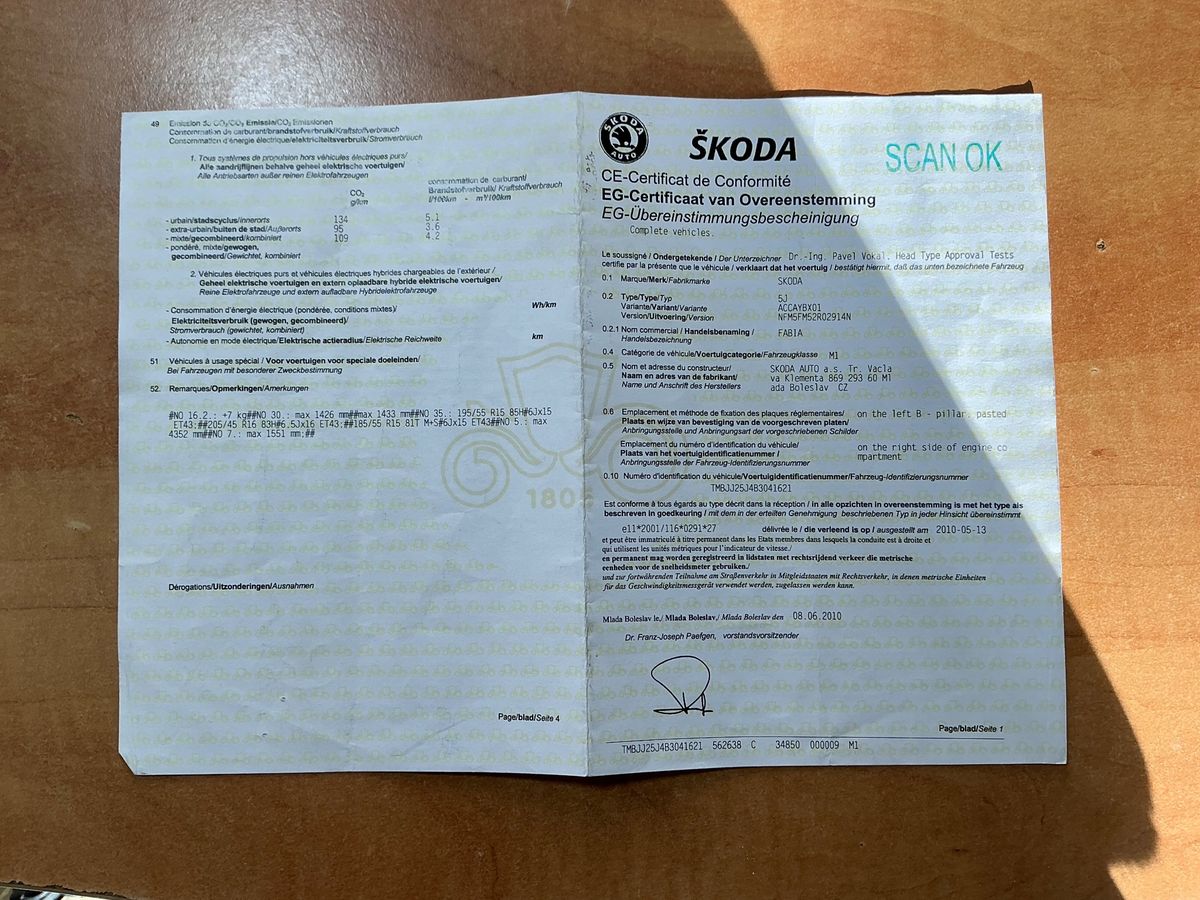 49 Emission de CO2/CO2 Emissie/CO2 Emissionen
Consommation de carburant/brandstofverbruik/Kraftstoffverbrauch
Consommation d'énergie électrique/elektriciteitsverbruik/Stromverbrauch
1. Tous systèmes de propulsion hors véhicules électriques purs/
Alle aandrijflijnen behalve geheel elektrische voertuigen/
Alle Antriebsarten außer reinen Elektrofahrzeugen
CO2
g/km
consommation de carburant/
Brandstofverbruik/ Kraftstoffverbrauch
l/100km - m³/100km
- urbain/stadscyclus/innerorts 134 5.1
- extra-urbain/buiten de stad/Außerorts 95 3.6
- mixte/gecombineerd/kombiniert 109 4.2
- pondéré, mixte/gewogen,
gecombineerd/Gewichtet, kombiniert
2. Véhicules électriques purs et véhicules électriques hybrides chargeables de l'extérieur /
Geheel elektrische voertuigen en extern oplaadbare hybride elektrische voertuigen/
Reine Elektrofahrzeuge und extern aufladbare Hybridelektrofahrzeuge
- Consommation d'énergie électrique (pondérée, conditions mixtes)/ Wh/km
Elektriciteitsverbruik (gewogen, gecombineerd)/
Stromverbrauch (gewichtet, kombiniert)
- Autonomie en mode électrique/Elektrische actieradius/Elektrische Reichweite km
51 Véhicules à usage spécial / Voor voertuigen voor speciale doeleinden/
Bei Fahrzeugen mit besonderer Zweckbestimmung
52. Remarques/Opmerkingen/Amerkungen
#NO 16.2.: +7 kg##NO 30.: max 1426 mm##max 1433 mm##NO 35.: 195/55 R15 85H#6Jx15
ET43;##205/45 R16 83H#6.5Jx16 ET43;##185/55 R15 81T M+S#6Jx15 ET43##NO 5.: max
4352 mm##NO 7.: max 1551 mm;##
Dérogations/Uitzonderingen/Ausnahmen
Page/blad/Seite 4
1805
SKODA
AUTO
ŠKODA
SCAN OK
CE-Certificat de Conformité
EG-Certificaat van Overeenstemming
EG-Übereinstimmungsbescheinigung
Complete vehicles.
Le soussigné / Ondergetekende / Der Unterzeichner Dr.-Ing. Pavel Vokal, Head Type Approval Tests
certifie par la présente que le véhicule / verklaart dat het voertuig / bestätigt hiermit, daß das unten bezeichnete Fahrzeug
0.1 Marque/Merk/Fabrikmarke SKODA
0.2 Type/Type/Typ 5J
Variante/Variant/Variante ACCAYBX01
Version/Uitvoering/Version NFM5FM52R02914N
0.2.1 Nom commercial / Handelsbenaming / FABIA
Handelsbezeichnung
0.4 Catégorie de véhicule/Voertuigcategorie/Fahrzeugklasse M1
0.5 Nom et adresse du constructeur/ SKODA AUTO a.s. Tr. Vacla
Naam en adres van de fabrikant/ va Klementa 869 293 60 Ml
Name und Anschrift des Herstellers ada Boleslav CZ
0.6 Emplacement et méthode de fixation des plaques réglementaires/ on the left B - pillar, pasted
Plaats en wijze van bevestiging van de voorgeschreven platen/
Anbringungsstelle und Anbringungsart der vorgeschriebenen Schilder
Emplacement du numéro d'identification du véhicule/ on the right side of engine co
Plaats van het voertuigidentificatienummer / mpartment
Anbringungsstelle der Fahrzeug-Identifizierungsnummer
0.10 Numéro d'identification du véhicule/Voertuigidentificatienummer/Fahrzeug-Identifizierungsnummer
TMBJJ25J4B3041621
Est conforme à tous égards au type décrit dans la réception / in alle opzichten in overeenstemming is met het type als
beschreven in goedkeuring / mit dem in der erteilten Genehmigung beschriebenen Typ in jeder Hinsicht übereinstimmt
e11*2001/116*0291*27 délivrée le / die verleend is op / ausgestellt am 2010-05-13
et peut être immatriculé à titre permanent dans les Etats membres dans lesquels la conduite est à droite et
qui utilisent les unités métriques pour l'indicateur de vitesse./
en permanent mag worden geregistreerd in lidstaten met rechtsrijdend verkeer die metrische
eenheden voor de snelheidsmeter gebruiken./
und zur fortwährenden Teilnahme am Straßenverkehr in Mitgleidstaaten mit Rechtsverkehr, in denen metrische Einheiten
für das Geschwindigkeitsmessgerät verwendet werden, zugelassen werden kann.
Mlada Boleslav le,/ Mlada Boleslav,/ Mlada Boleslav den 08.06.2010
Dr. Franz-Joseph Paefgen, vorstandsvorsitzender
Page/blad/Seite 1
TMBJJ25J4B3041621 562638 C 34850 000009 M1